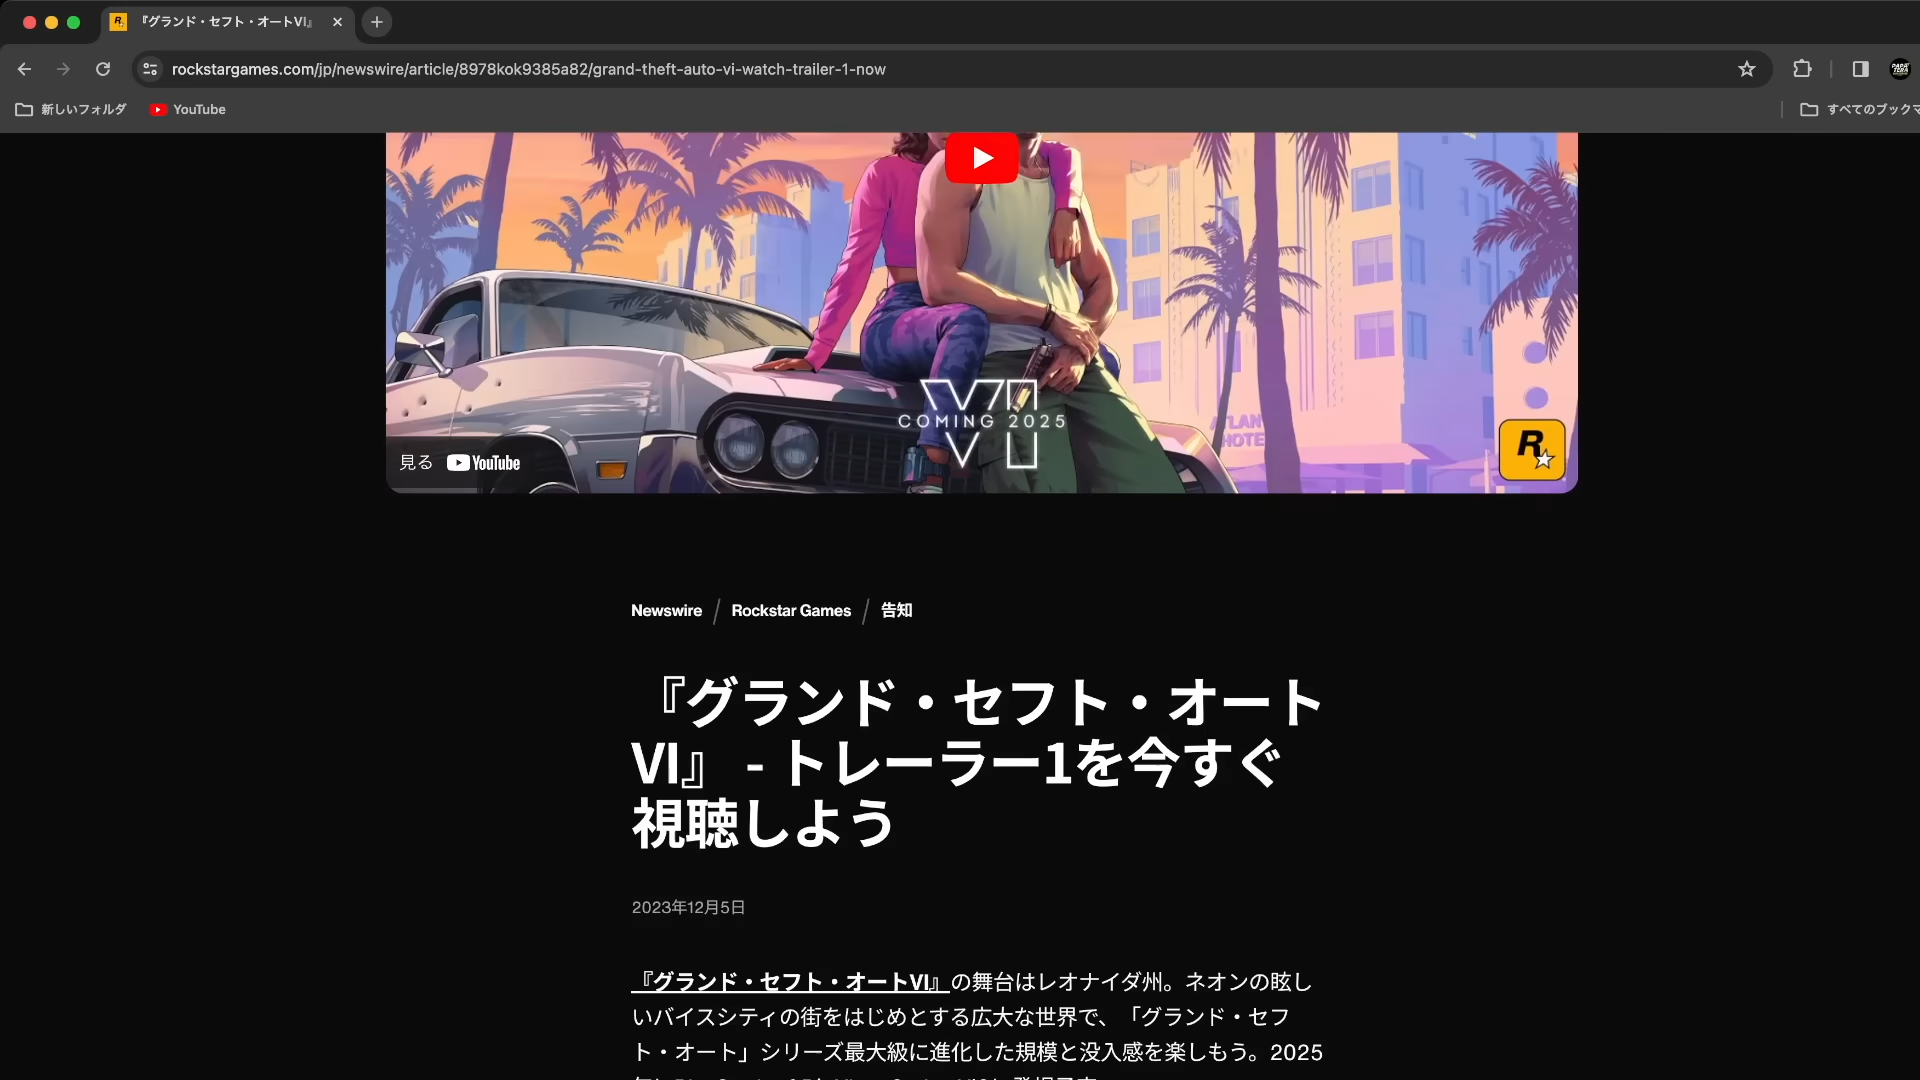 『グランド・セフト・オートVI』
rockstargames.com/jp/newswire/article/8978kok9385a82/grand-theft-auto-vi-watch-trailer-1-now
新しいフォルダ
YouTube
すべてのブックマ
VI
COMING 2025
VI
ATLAN
HOTE
見る YouTube
R
Newswire / Rockstar Games / 告知
『グランド・セフト・オート
VI』 - トレーラー1を今すぐ
視聴しよう
2023年12月5日
『グランド・セフト・オートVI』の舞台はレオナイダ州。ネオンの眩し
いバイスシティの街をはじめとする広大な世界で、「グランド・セフ
ト・オート」シリーズ最大級に進化した規模と没入感を楽しもう。2025